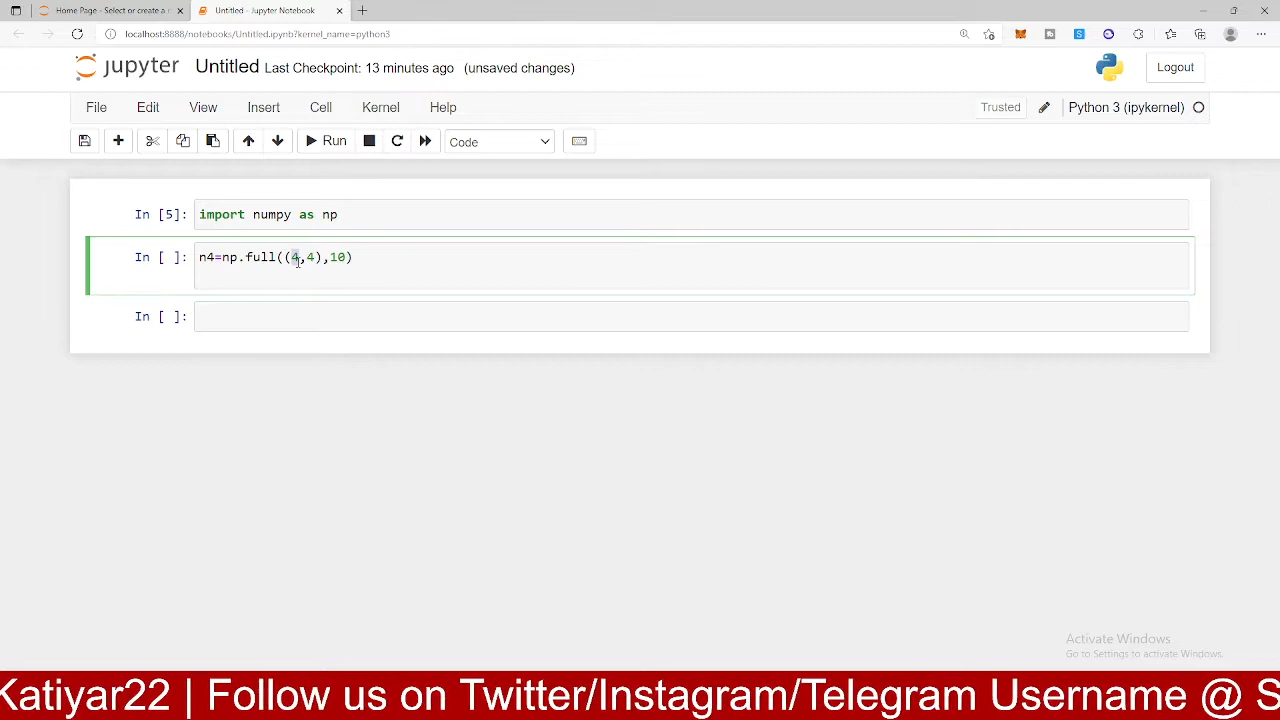 Home Page - Select or create a n
Untitled - Jupyter Notebook
localhost:8888/notebooks/Untitled.ipynb?kernel_name=python3
jupyter Untitled Last Checkpoint: 13 minutes ago (unsaved changes)
Logout
File Edit View Insert Cell Kernel Help
Trusted Python 3 (ipykernel)
Run Code
In [5]: import numpy as np
In [ ]: n4=np.full((4,4),10)
In [ ]:
Activate Windows
Go to Settings to activate Windows.
Katiyar22 | Follow us on Twitter/Instagram/Telegram Username @ S